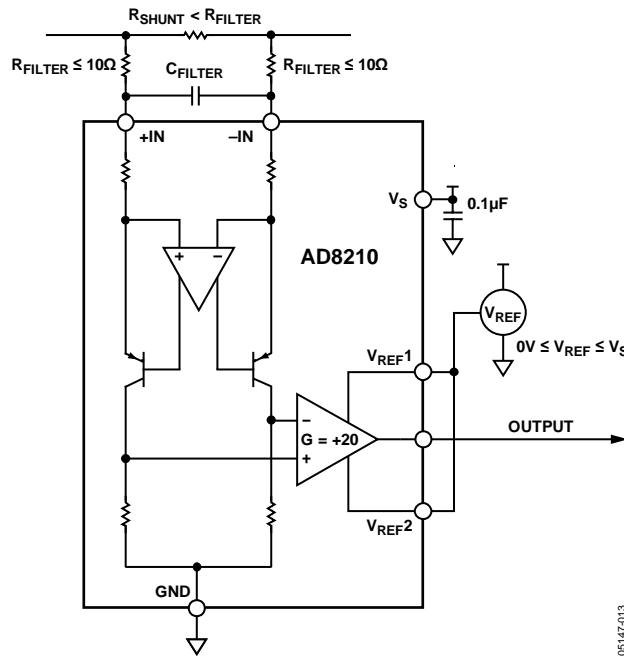 RSHUNT < RFILTER
RFILTER ≤ 10Ω
CFILTER
RFILTER ≤ 10Ω
+IN
–IN
VS
0.1µF
+
–
AD8210
VREF
0V ≤ VREF ≤ VS
VREF1
–
G = +20
+
OUTPUT
VREF2
GND
05147-013